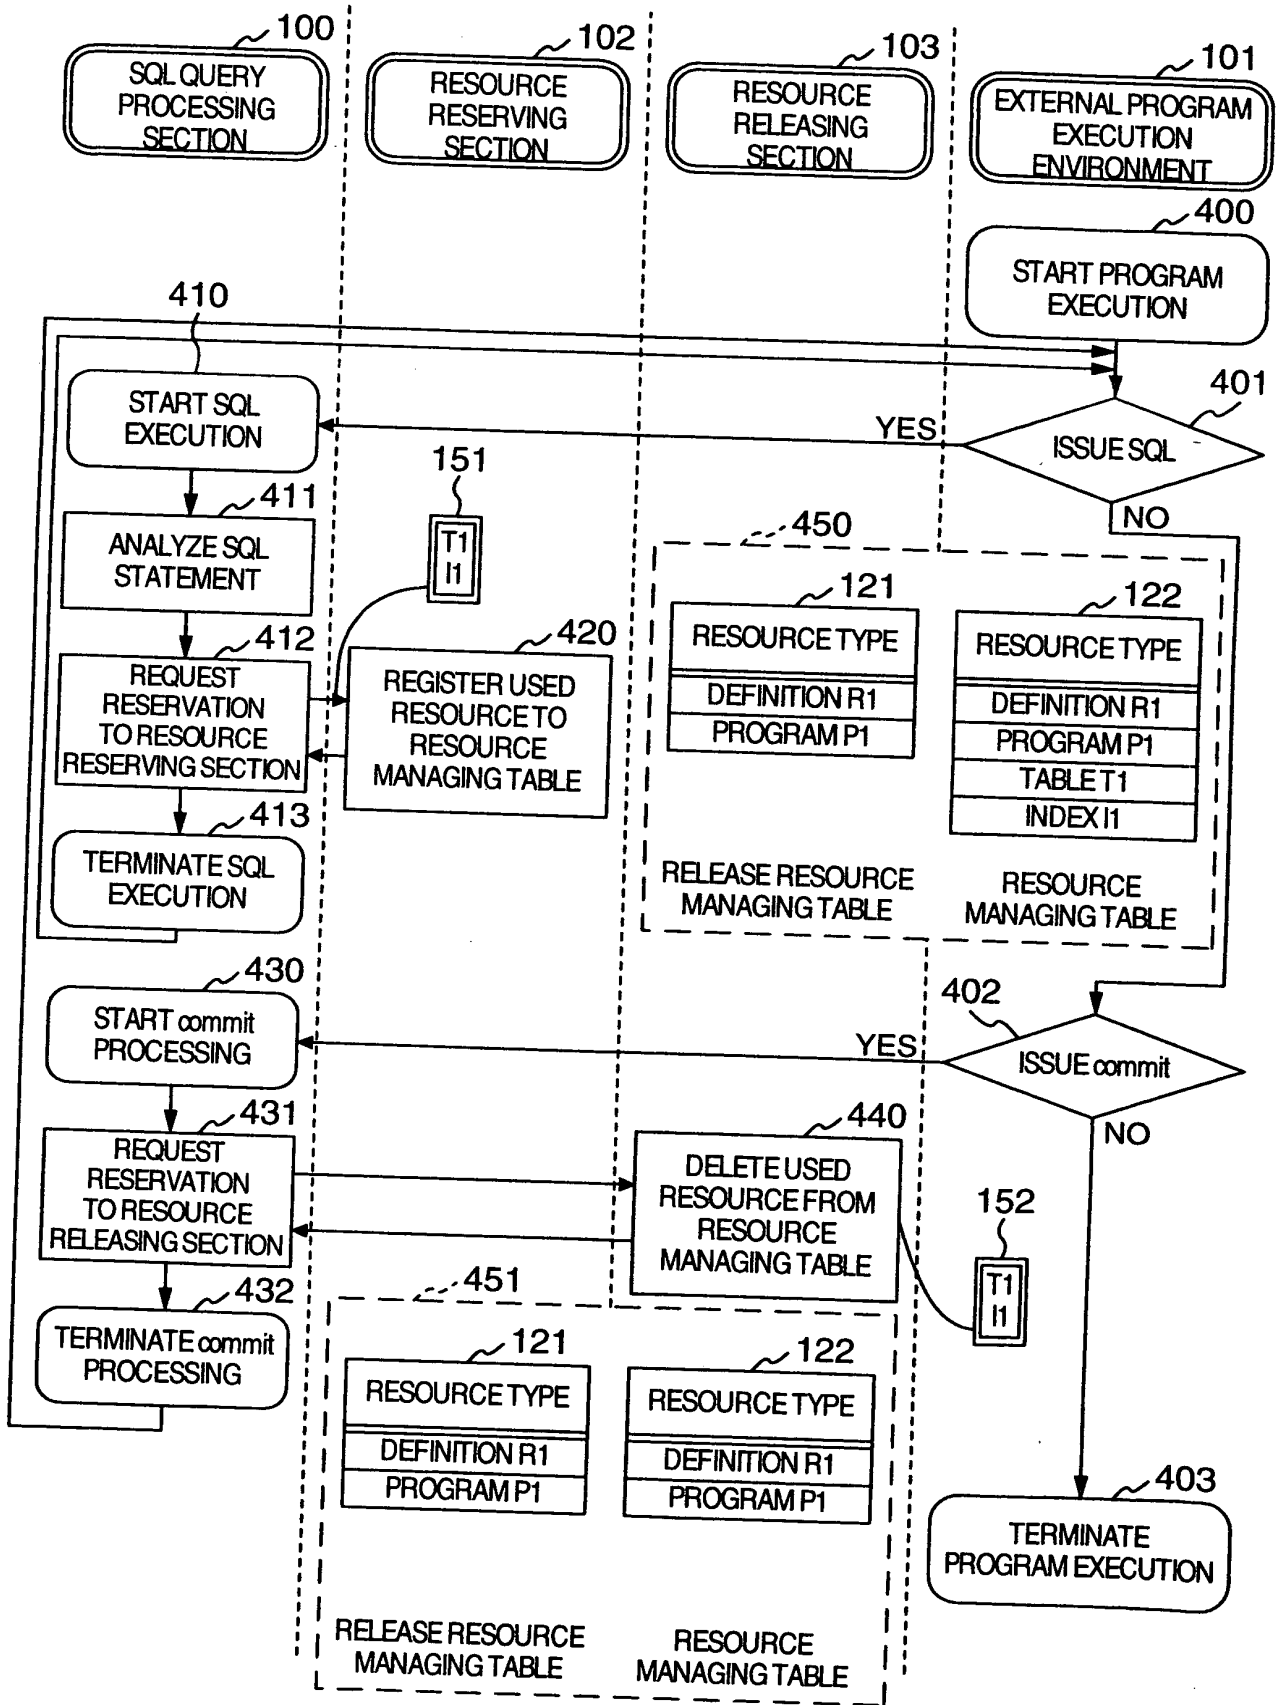 100
SQL QUERY
PROCESSING
SECTION
102
RESOURCE
RESERVING
SECTION
103
RESOURCE
RELEASING
SECTION
101
EXTERNAL PROGRAM
EXECUTION
ENVIRONMENT
400
START PROGRAM
EXECUTION
410
START SQL
EXECUTION
YES
401
ISSUE SQL
NO
411
ANALYZE SQL
STATEMENT
151
T1
I1
412
REQUEST
RESERVATION
TO RESOURCE
RESERVING SECTION
420
REGISTER USED
RESOURCE TO
RESOURCE
MANAGING TABLE
413
TERMINATE SQL
EXECUTION
450
121
RESOURCE TYPE
DEFINITION R1
PROGRAM P1
RELEASE RESOURCE
MANAGING TABLE
122
RESOURCE TYPE
DEFINITION R1
PROGRAM P1
TABLE T1
INDEX I1
RESOURCE
MANAGING TABLE
430
START commit
PROCESSING
YES
402
ISSUE commit
NO
431
REQUEST
RESERVATION
TO RESOURCE
RELEASING SECTION
440
DELETE USED
RESOURCE FROM
RESOURCE
MANAGING TABLE
152
T1
I1
432
TERMINATE commit
PROCESSING
451
121
RESOURCE TYPE
DEFINITION R1
PROGRAM P1
RELEASE RESOURCE
MANAGING TABLE
122
RESOURCE TYPE
DEFINITION R1
PROGRAM P1
RESOURCE
MANAGING TABLE
403
TERMINATE
PROGRAM EXECUTION